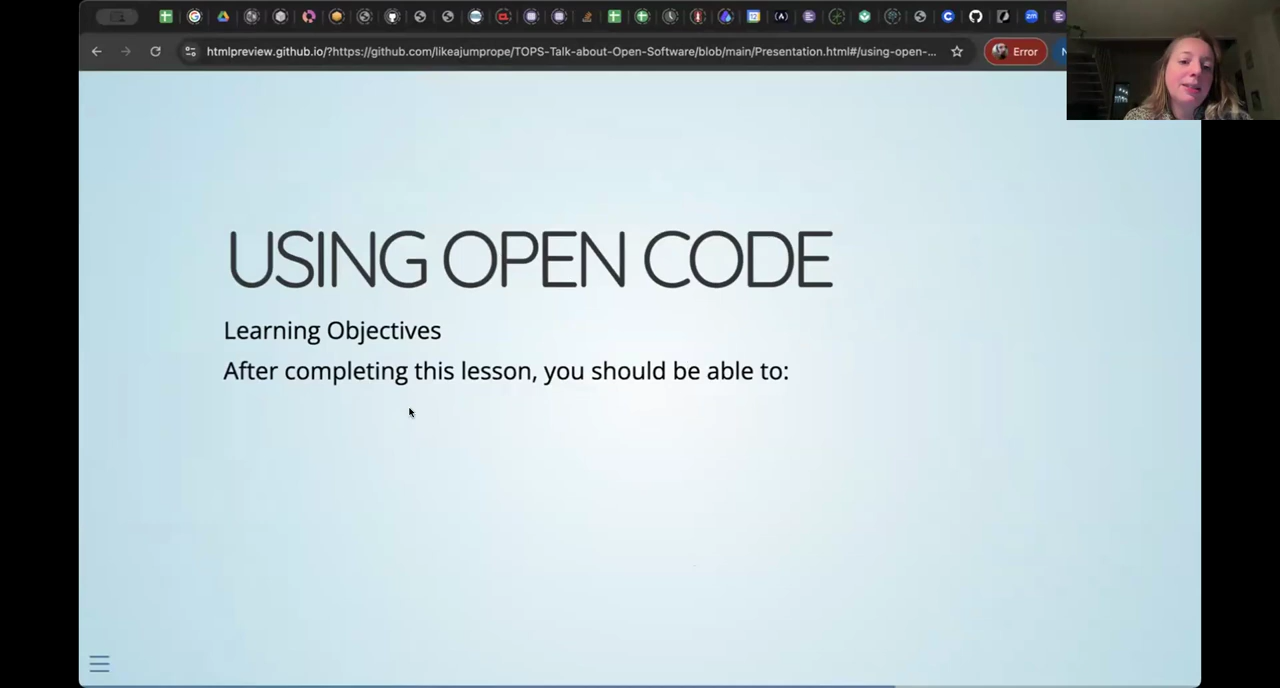 htmlpreview.github.io/?https://github.com/likeajumprope/TOPS-Talk-about-Open-Software/blob/main/Presentation.html#/using-open-...
Error
USING OPEN CODE
Learning Objectives
After completing this lesson, you should be able to: